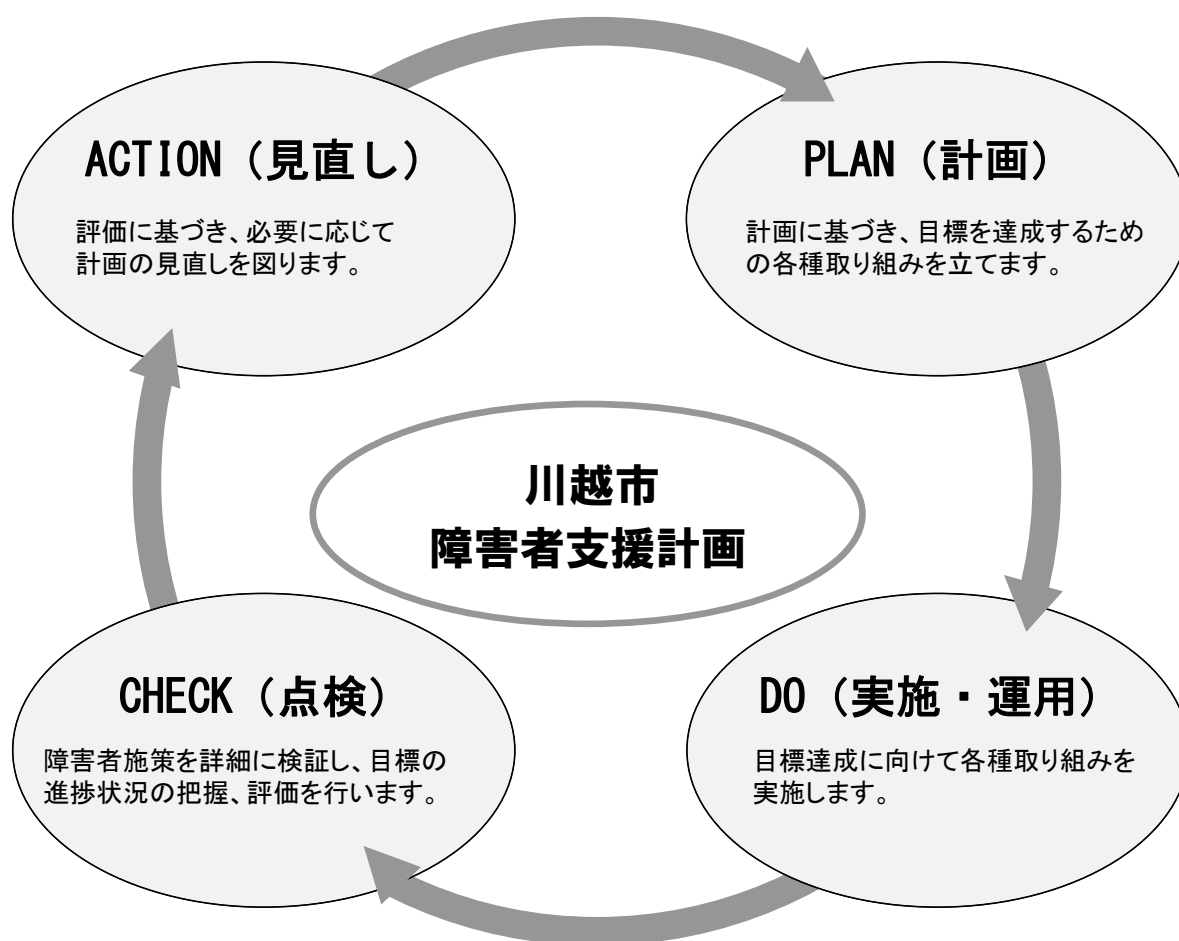 ACTION（見直し）
評価に基づき、必要に応じて
計画の見直しを図ります。
PLAN（計画）
計画に基づき、目標を達成するため
の各種取り組みを立てます。
川越市
障害者支援計画
CHECK（点検）
障害者施策を詳細に検証し、目標の
進捗状況の把握、評価を行います。
DO（実施・運用）
目標達成に向けて各種取り組みを
実施します。